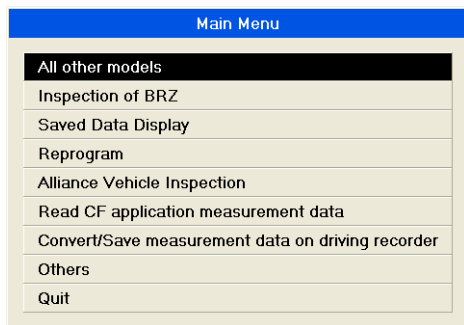 Main Menu
All other models
Inspection of BRZ
Saved Data Display
Reprogram
Alliance Vehicle Inspection
Read CF application measurement data
Convert/Save measurement data on driving recorder
Others
Quit